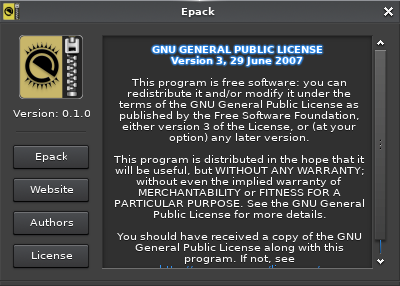 Epack
Version: 0.1.0
Epack
Website
Authors
License
GNU GENERAL PUBLIC LICENSE
Version 3, 29 June 2007
This program is free software: you can
redistribute it and/or modify it under the
terms of the GNU General Public License as
published by the Free Software Foundation,
either version 3 of the License, or (at your
option) any later version.
This program is distributed in the hope that it
will be useful, but WITHOUT ANY WARRANTY;
without even the implied warranty of
MERCHANTABILITY or FITNESS FOR A
PARTICULAR PURPOSE. See the GNU General
Public License for more details.
You should have received a copy of the GNU
General Public License along with this
program. If not, see